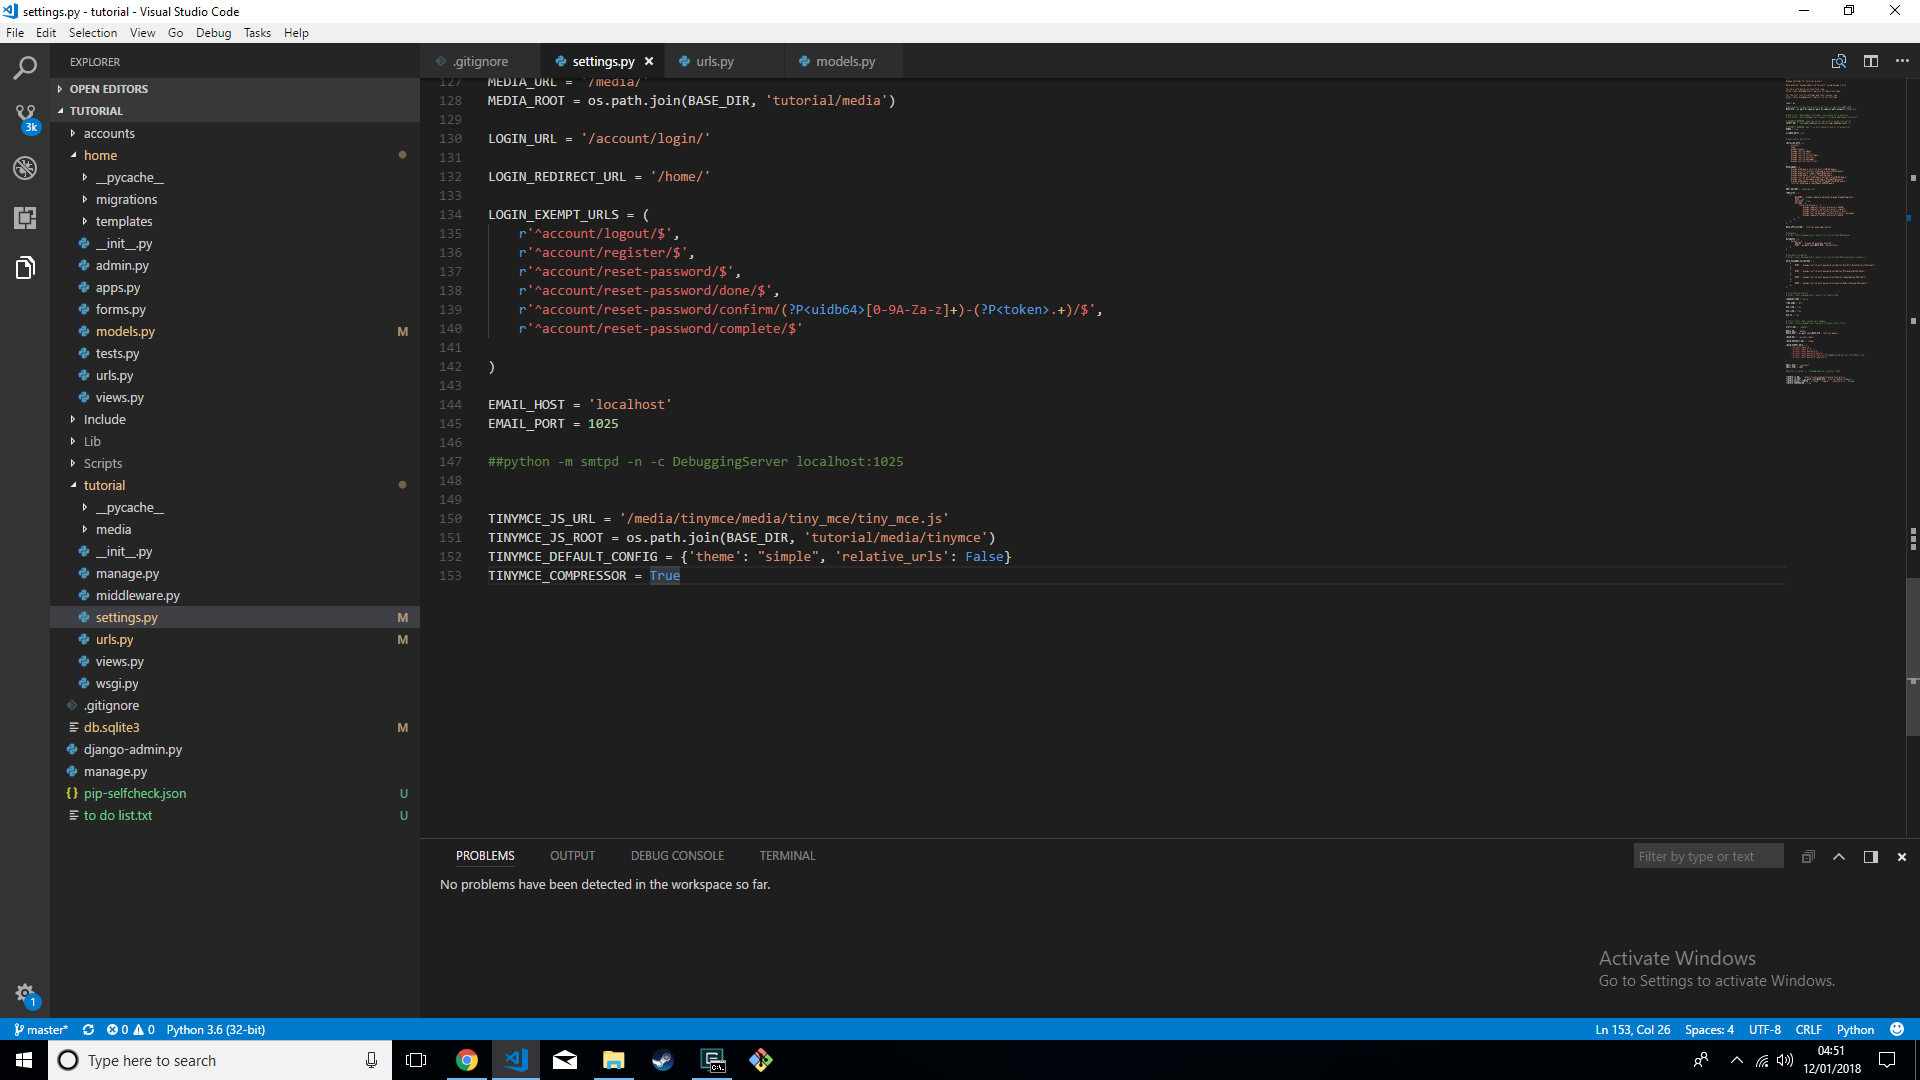 settings.py - tutorial - Visual Studio Code
File Edit Selection View Go Debug Tasks Help
EXPLORER
OPEN EDITORS
TUTORIAL
accounts
home
__pycache__
migrations
templates
__init__.py
admin.py
apps.py
forms.py
models.py M
tests.py
urls.py
views.py
Include
Lib
Scripts
tutorial
__pycache__
media
__init__.py
manage.py
middleware.py
settings.py M
urls.py M
views.py
wsgi.py
.gitignore
db.sqlite3 M
django-admin.py
manage.py
{} pip-selfcheck.json U
to do list.txt U
3k
1
.gitignore settings.py urls.py models.py
127 MEDIA_URL = '/media/'
128 MEDIA_ROOT = os.path.join(BASE_DIR, 'tutorial/media')
129
130 LOGIN_URL = '/account/login/'
131
132 LOGIN_REDIRECT_URL = '/home/'
133
134 LOGIN_EXEMPT_URLS = (
135 r'^account/logout/$',
136 r'^account/register/$',
137 r'^account/reset-password/$',
138 r'^account/reset-password/done/$',
139 r'^account/reset-password/confirm/(?P<uidb64>[0-9A-Za-z]+)-(?P<token>.+)/$',
140 r'^account/reset-password/complete/$'
141
142 )
143
144 EMAIL_HOST = 'localhost'
145 EMAIL_PORT = 1025
146
147 ##python -m smtpd -n -c DebuggingServer localhost:1025
148
149
150 TINYMCE_JS_URL = '/media/tinymce/media/tiny_mce/tiny_mce.js'
151 TINYMCE_JS_ROOT = os.path.join(BASE_DIR, 'tutorial/media/tinymce')
152 TINYMCE_DEFAULT_CONFIG = {'theme': "simple", 'relative_urls': False}
153 TINYMCE_COMPRESSOR = True
PROBLEMS OUTPUT DEBUG CONSOLE TERMINAL
Filter by type or text
No problems have been detected in the workspace so far.
Activate Windows
Go to Settings to activate Windows.
master* 0 0 Python 3.6 (32-bit)
Ln 153, Col 26 Spaces: 4 UTF-8 CRLF Python
Type here to search
04:51
12/01/2018